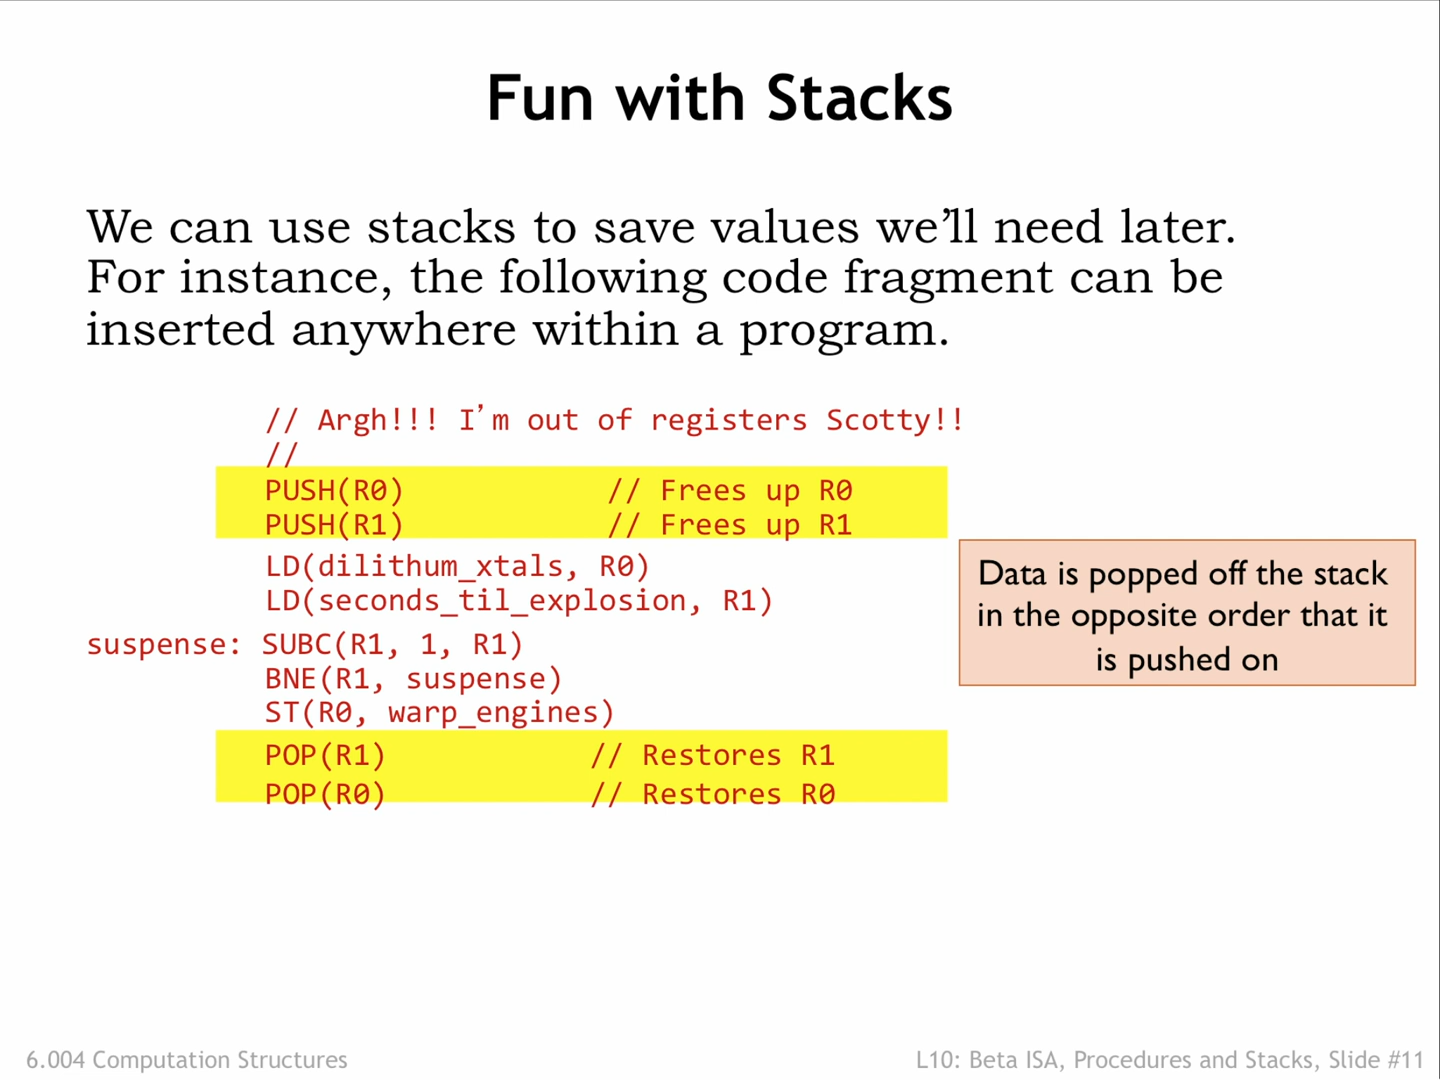 Fun with Stacks
We can use stacks to save values we’ll need later.
For instance, the following code fragment can be
inserted anywhere within a program.
// Argh!!! I’m out of registers Scotty!!
//
PUSH(R0) // Frees up R0
PUSH(R1) // Frees up R1
LD(dilithum_xtals, R0)
LD(seconds_til_explosion, R1)
suspense: SUBC(R1, 1, R1)
BNE(R1, suspense)
ST(R0, warp_engines)
POP(R1) // Restores R1
POP(R0) // Restores R0
Data is popped off the stack
in the opposite order that it
is pushed on
6.004 Computation Structures
L10: Beta ISA, Procedures and Stacks, Slide #11